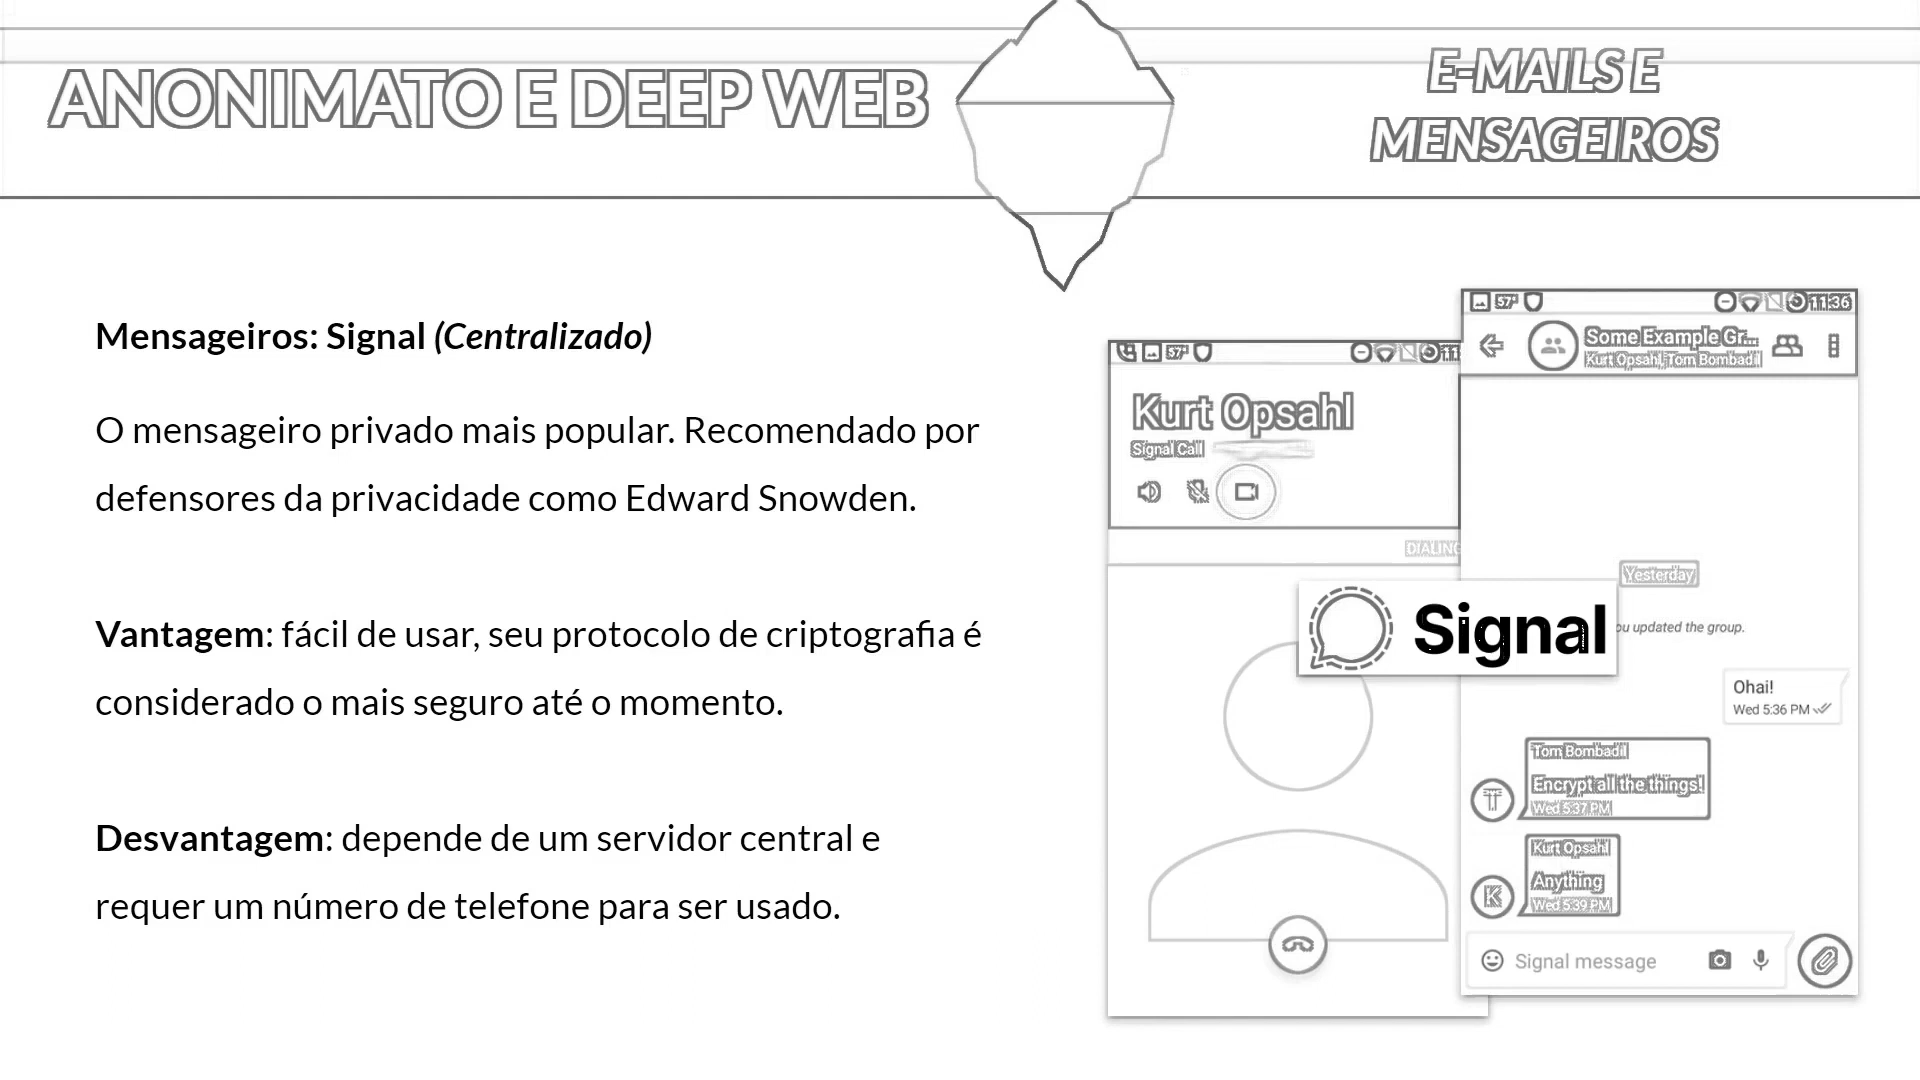 ANONIMATO E DEEP WEB
E-MAILS E
MENSAGEIROS
Mensageiros: Signal (Centralizado)
O mensageiro privado mais popular. Recomendado por
defensores da privacidade como Edward Snowden.
Vantagem: fácil de usar, seu protocolo de criptografia é
considerado o mais seguro até o momento.
Desvantagem: depende de um servidor central e
requer um número de telefone para ser usado.
57°
Kurt Opsahl
Signal Call
DIALING
Signal
57°
11:36
Some Example Gr...
Kurt Opsahl, Tom Bombadil
Yesterday
ou updated the group.
Ohai!
Wed 5:36 PM
Tom Bombadil
Encrypt all the things!
Wed 5:37 PM
Kurt Opsahl
Anything
Wed 5:39 PM
Signal message